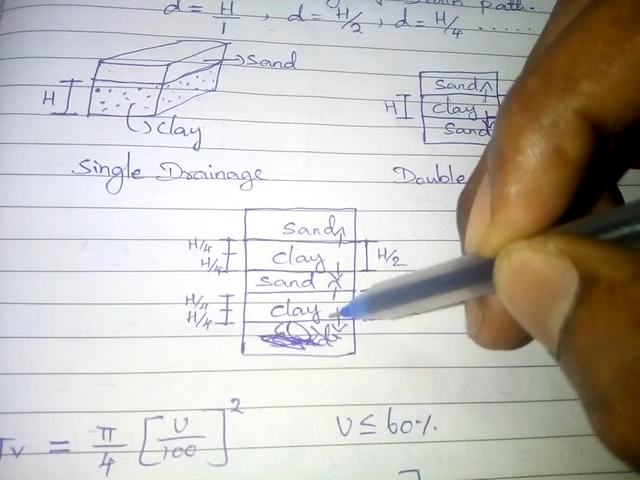 path.
d = H/1 , d = H/2 , d = H/4 ......
sand
H
clay
Single Drainage
sand
H clay
sand
Double
sand
H/4 clay H/2
H/4
sand
H/4 clay
H/4
Tv = π/4 [U/100]²
U ≤ 60%